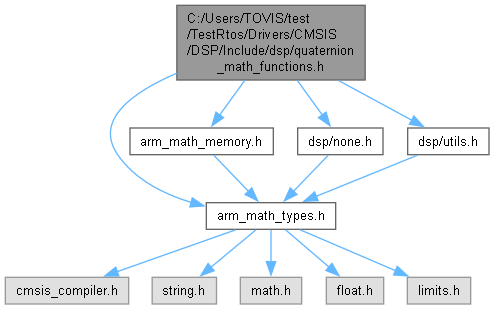 C:/Users/TOVIS/test
/TestRtos/Drivers/CMSIS
/DSP/Include/dsp/quaternion
_math_functions.h
arm_math_memory.h
dsp/none.h
dsp/utils.h
arm_math_types.h
cmsis_compiler.h
string.h
math.h
float.h
limits.h